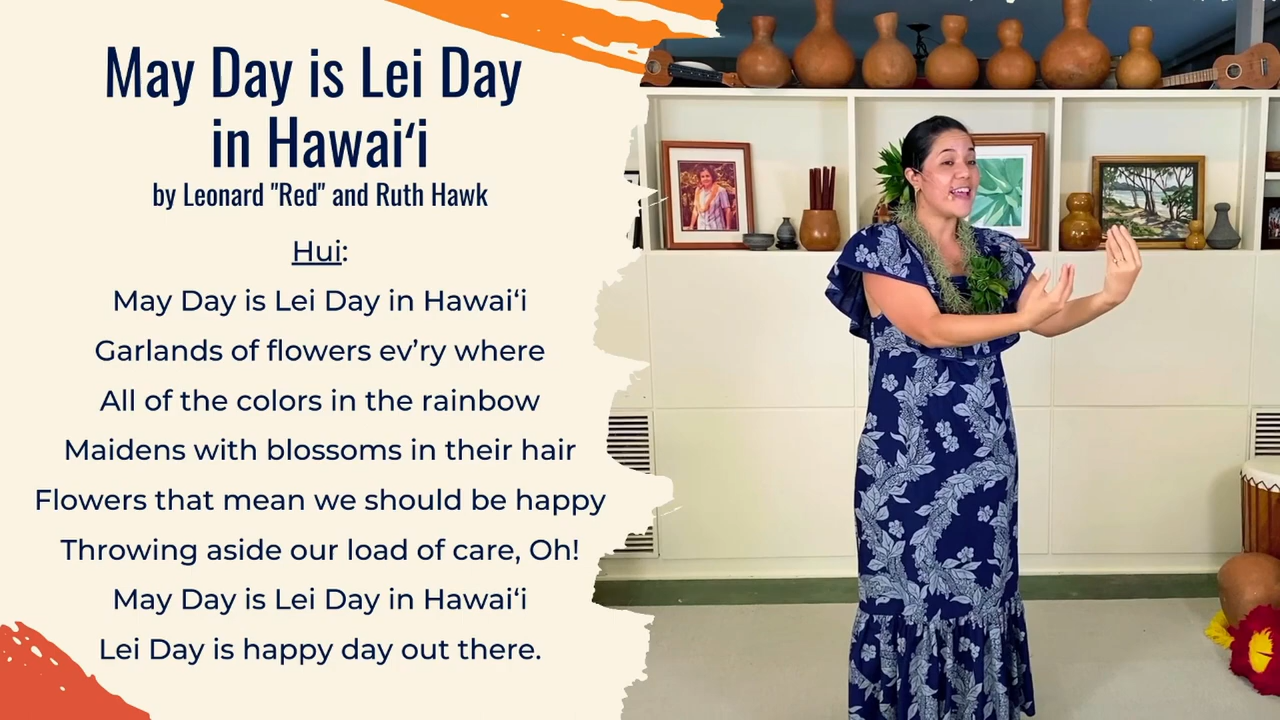 May Day is Lei Day
in Hawaiʻi
by Leonard "Red" and Ruth Hawk
Hui:
May Day is Lei Day in Hawaiʻi
Garlands of flowers ev’ry where
All of the colors in the rainbow
Maidens with blossoms in their hair
Flowers that mean we should be happy
Throwing aside our load of care, Oh!
May Day is Lei Day in Hawaiʻi
Lei Day is happy day out there.